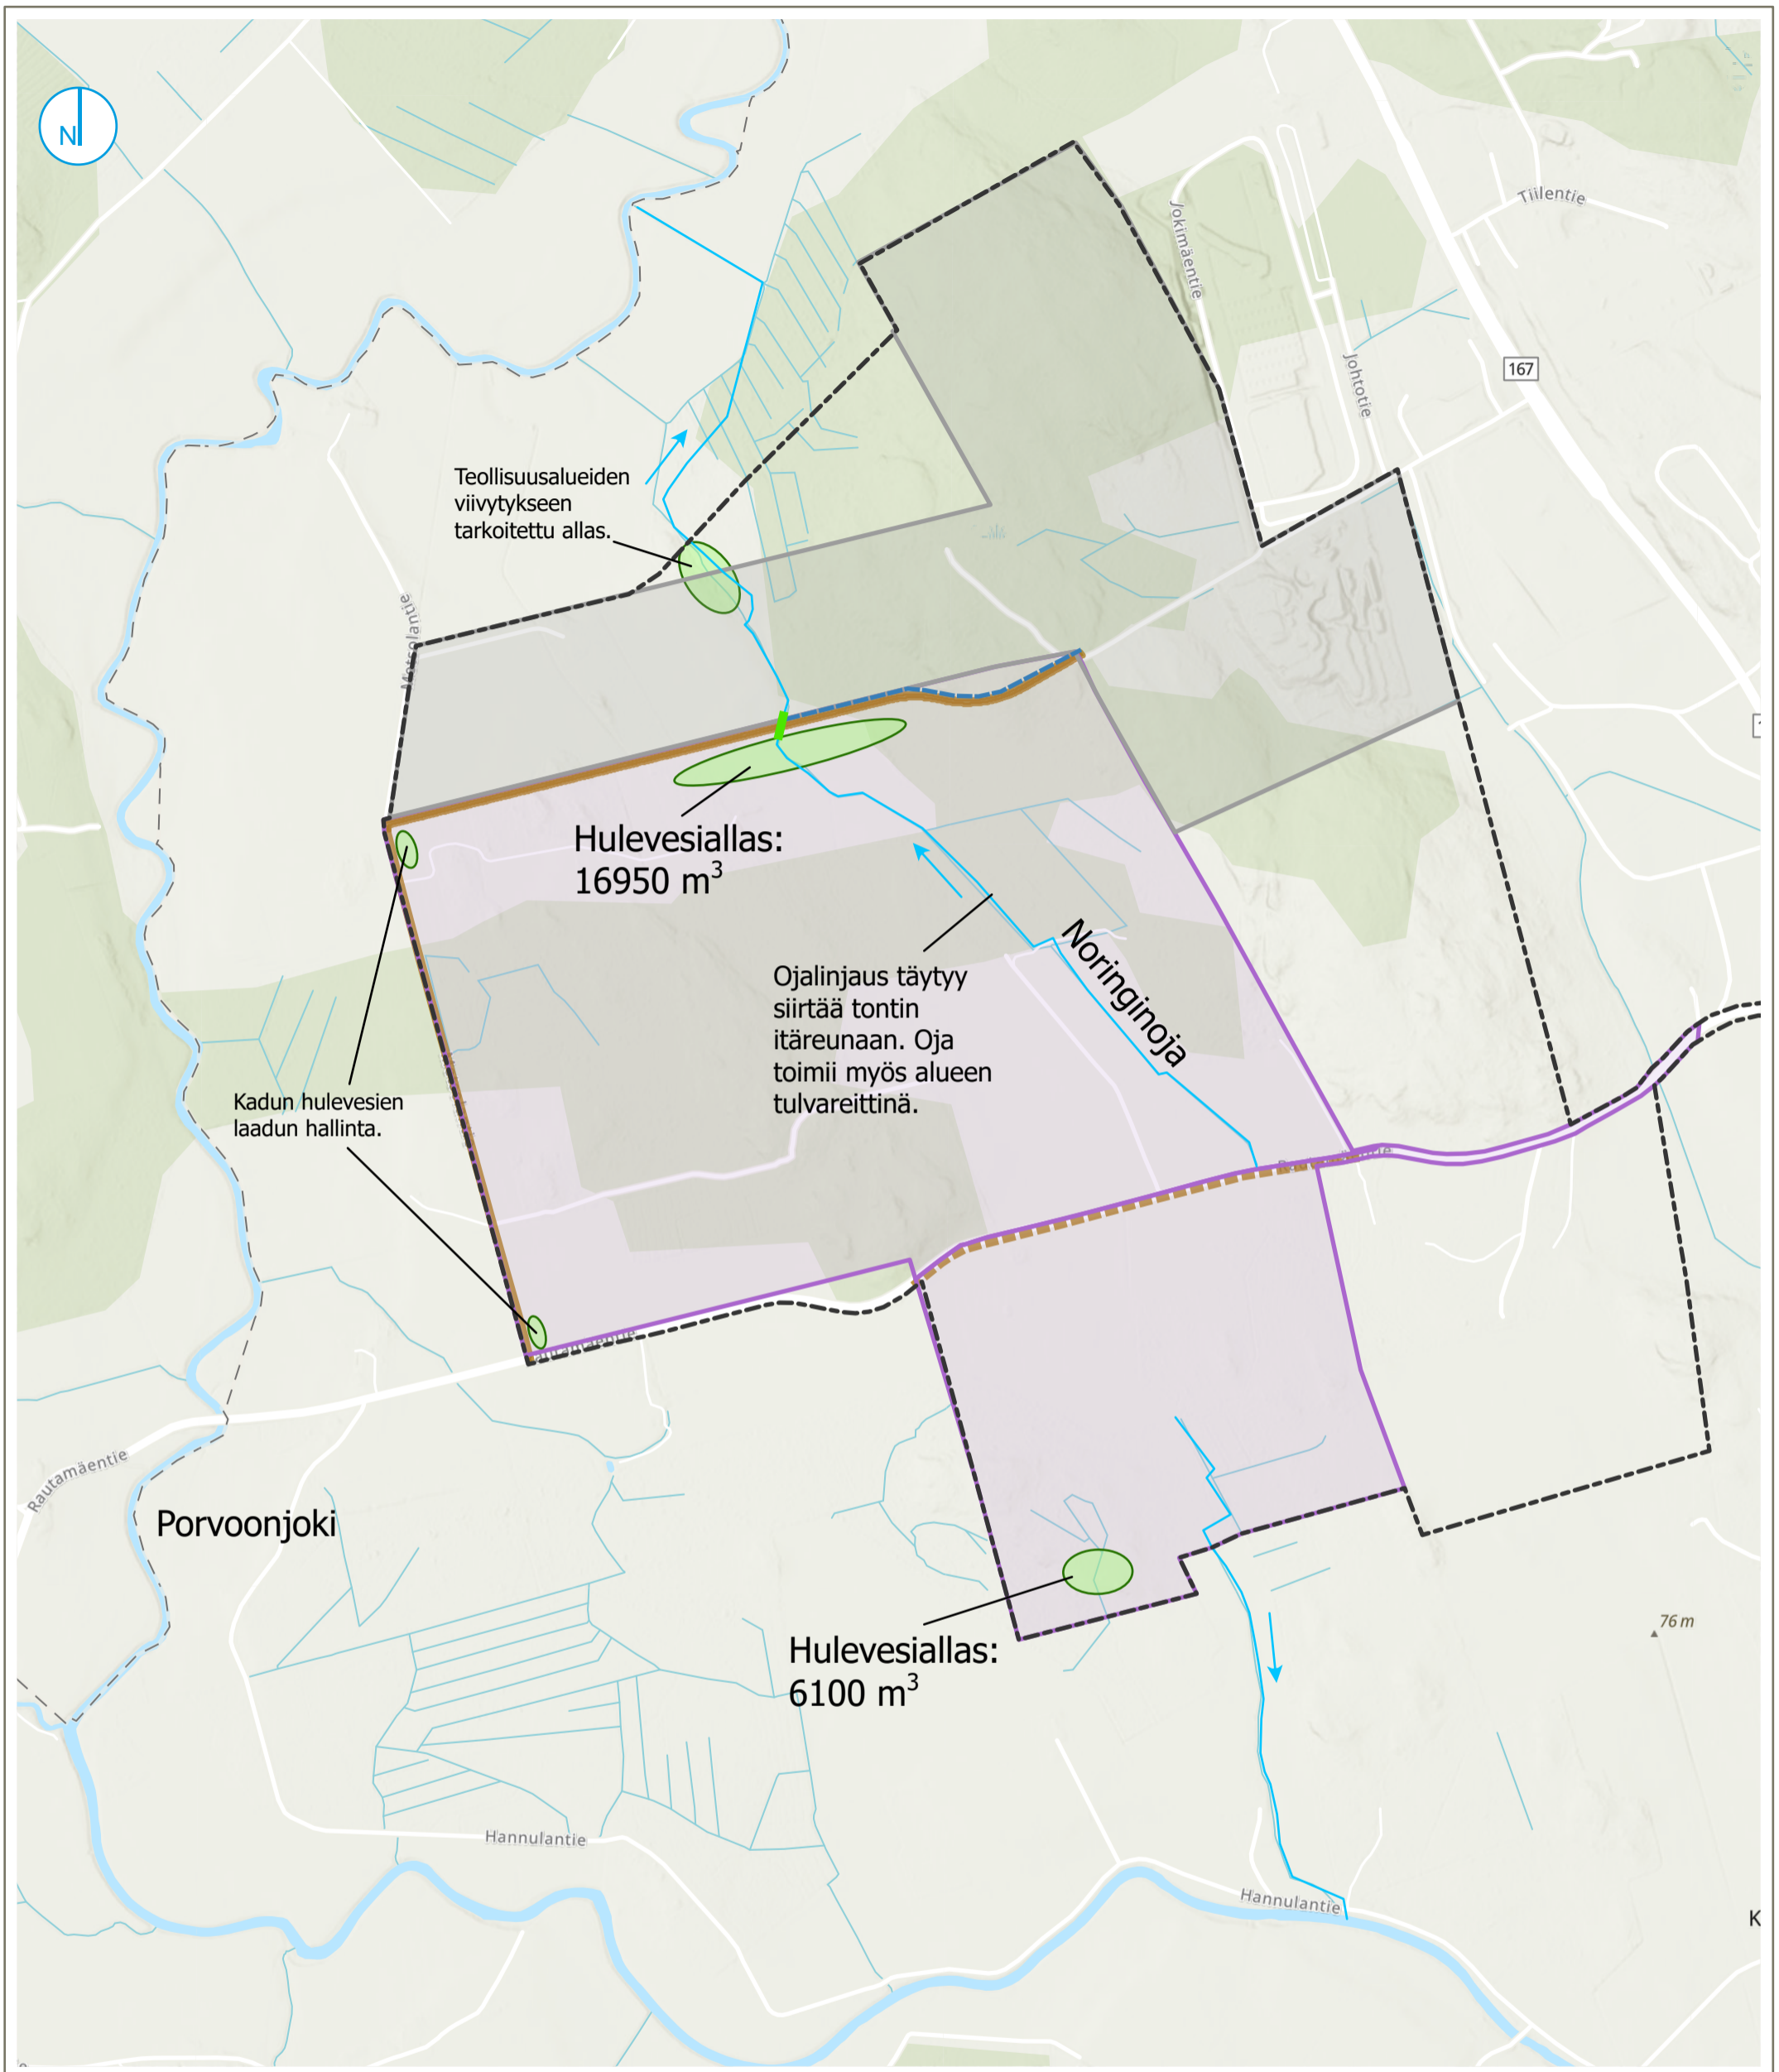 N
Tiilentie
Jokimäentie
Johtotie
167
Teollisuusalueiden
viivytykseen
tarkoitettu allas.
Hulevesiallas:
16950 m³
Noringinoja
Ojalinjaus täytyy
siirtää tontin
itäreunaan. Oja
toimii myös alueen
tulvareittinä.
Kadun hulevesien
laadun hallinta.
Rautamäentie
Porvoonjoki
76 m
Hulevesiallas:
6100 m³
Hannulantie
Hannulantie
K